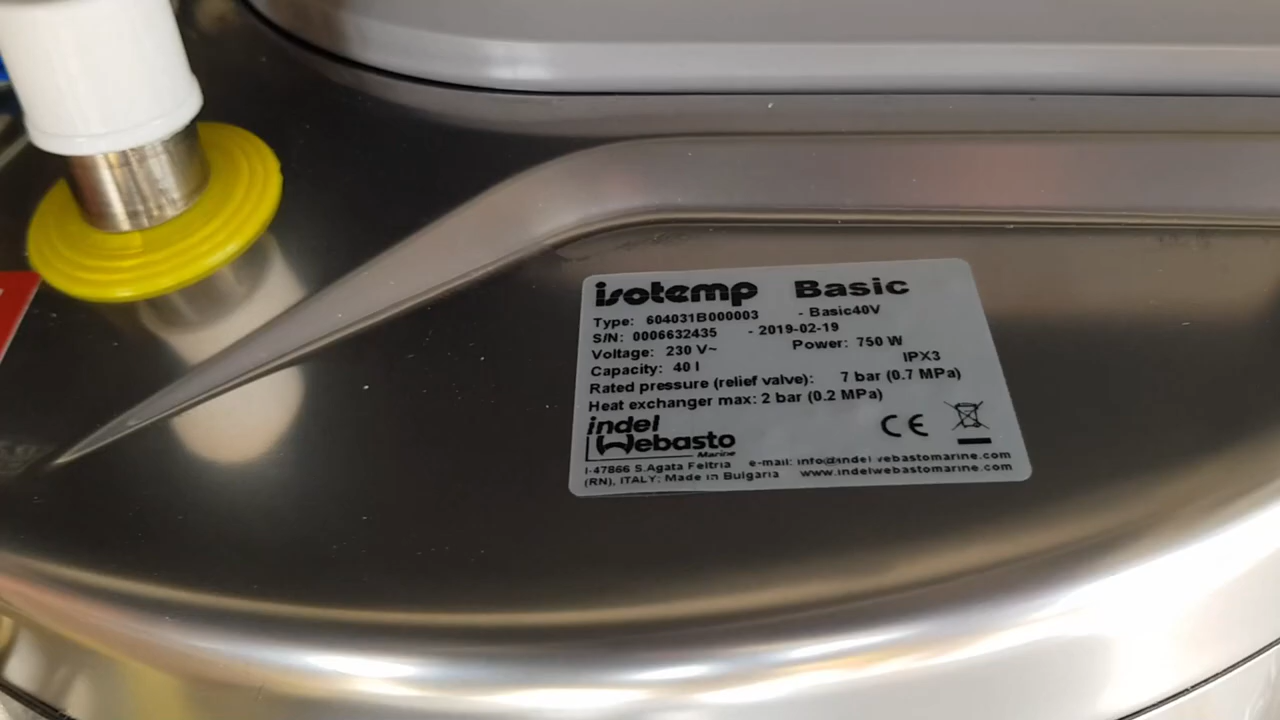 isotemp Basic
Type: 604031B000003 - Basic40V
S/N: 0006632435 - 2019-02-19
Voltage: 230 V~ Power: 750 W
Capacity: 40 l IPX3
Rated pressure (relief valve): 7 bar (0.7 MPa)
Heat exchanger max: 2 bar (0.2 MPa)
indel
Webasto
Marine
CE
I-47866 S.Agata Feltria e-mail: info@indelwebastomarine.com
(RN), ITALY; Made in Bulgaria www.indelwebastomarine.com